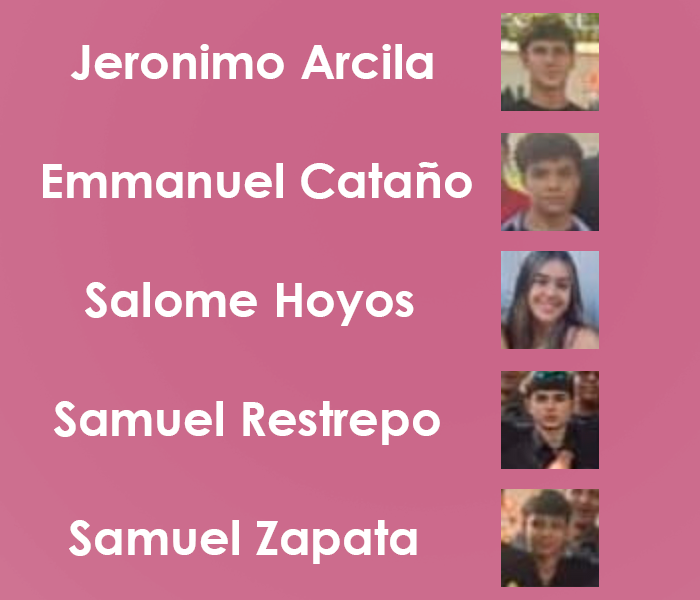 Jeronimo Arcila
Emmanuel Cataño
Salome Hoyos
Samuel Restrepo
Samuel Zapata